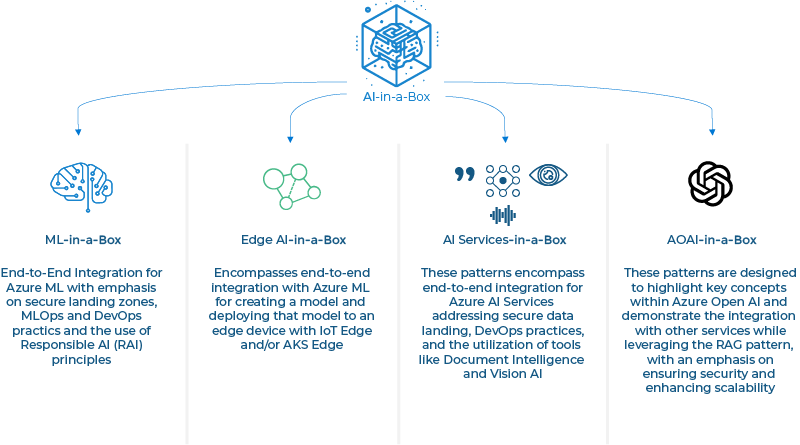 AI-in-a-Box
ML-in-a-Box
End-to-End Integration for
Azure ML with emphasis
on secure landing zones,
MLOps and DevOps
practics and the use of
Responsible AI (RAI)
principles
Edge AI-in-a-Box
Encompasses end-to-end
integration with Azure ML
for creating a model and
deploying that model to an
edge device with IoT Edge
and/or AKS Edge
AI Services-in-a-Box
These patterns encompass
end-to-end integration for
Azure AI Services
addressing secure data
landing, DevOps practices,
and the utilization of tools
like Document Intelligence
and Vision AI
AOAI-in-a-Box
These patterns are designed
to highlight key concepts
within Azure Open AI and
demonstrate the integration
with other services while
leveraging the RAG pattern,
with an emphasis on
ensuring security and
enhancing scalability